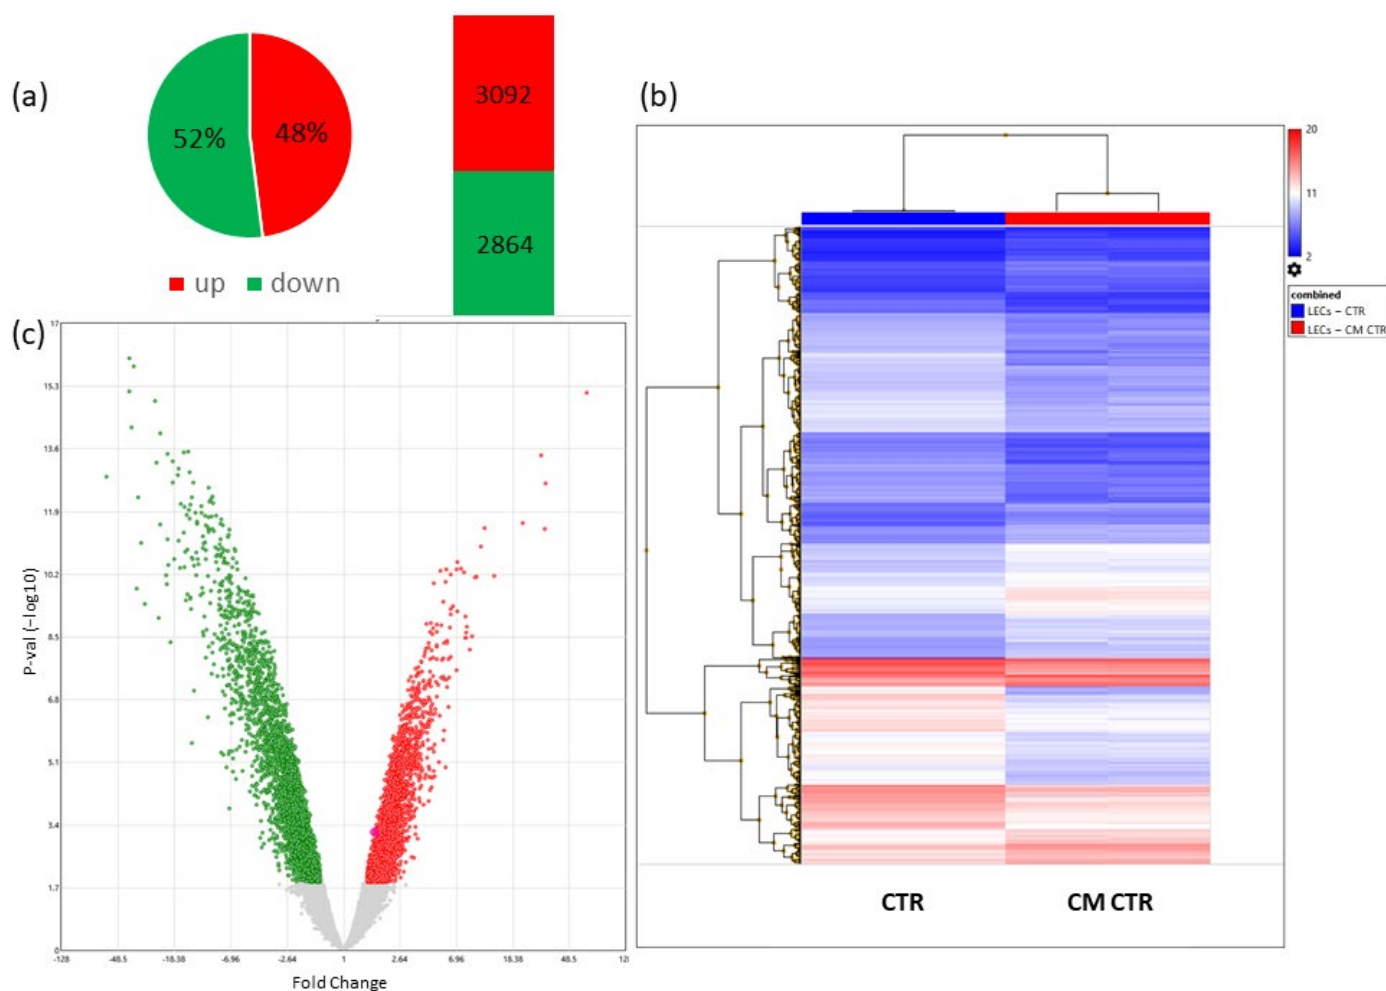 (a)
52%
48%
up
down
3092
2864
(b)
20
11
2
combined
LECs – CTR
LECs – CM CTR
CTR
CM CTR
(c)
17
15.3
13.6
11.9
10.2
8.5
6.8
5.1
3.4
1.7
0
P-val (–log10)
-128
-48.5
-18.38
-6.96
-2.64
1
2.64
6.96
18.38
48.5
Fold Change